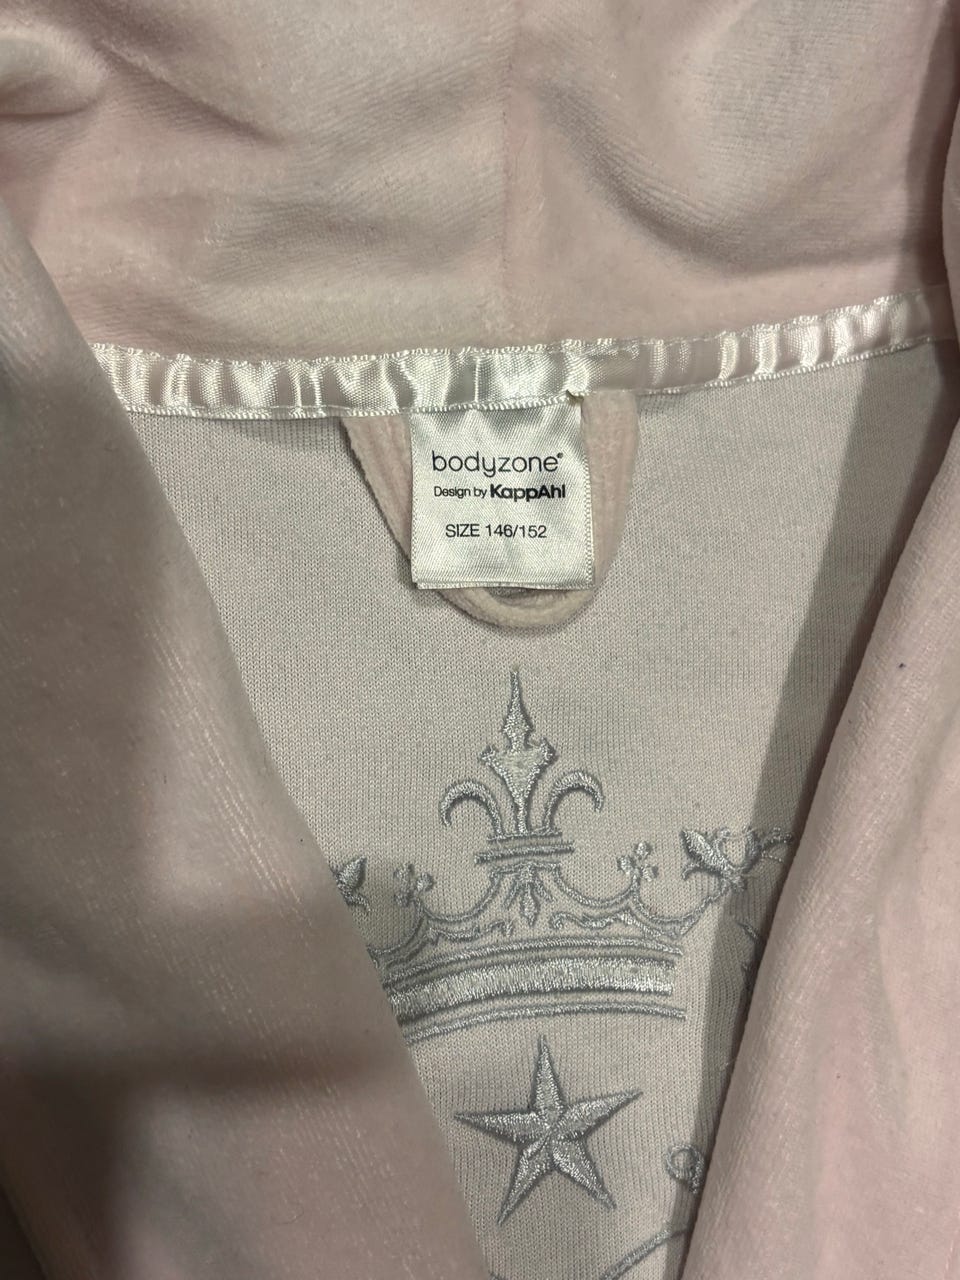 bodyzone®
Design by KappAhl
SIZE 146/152